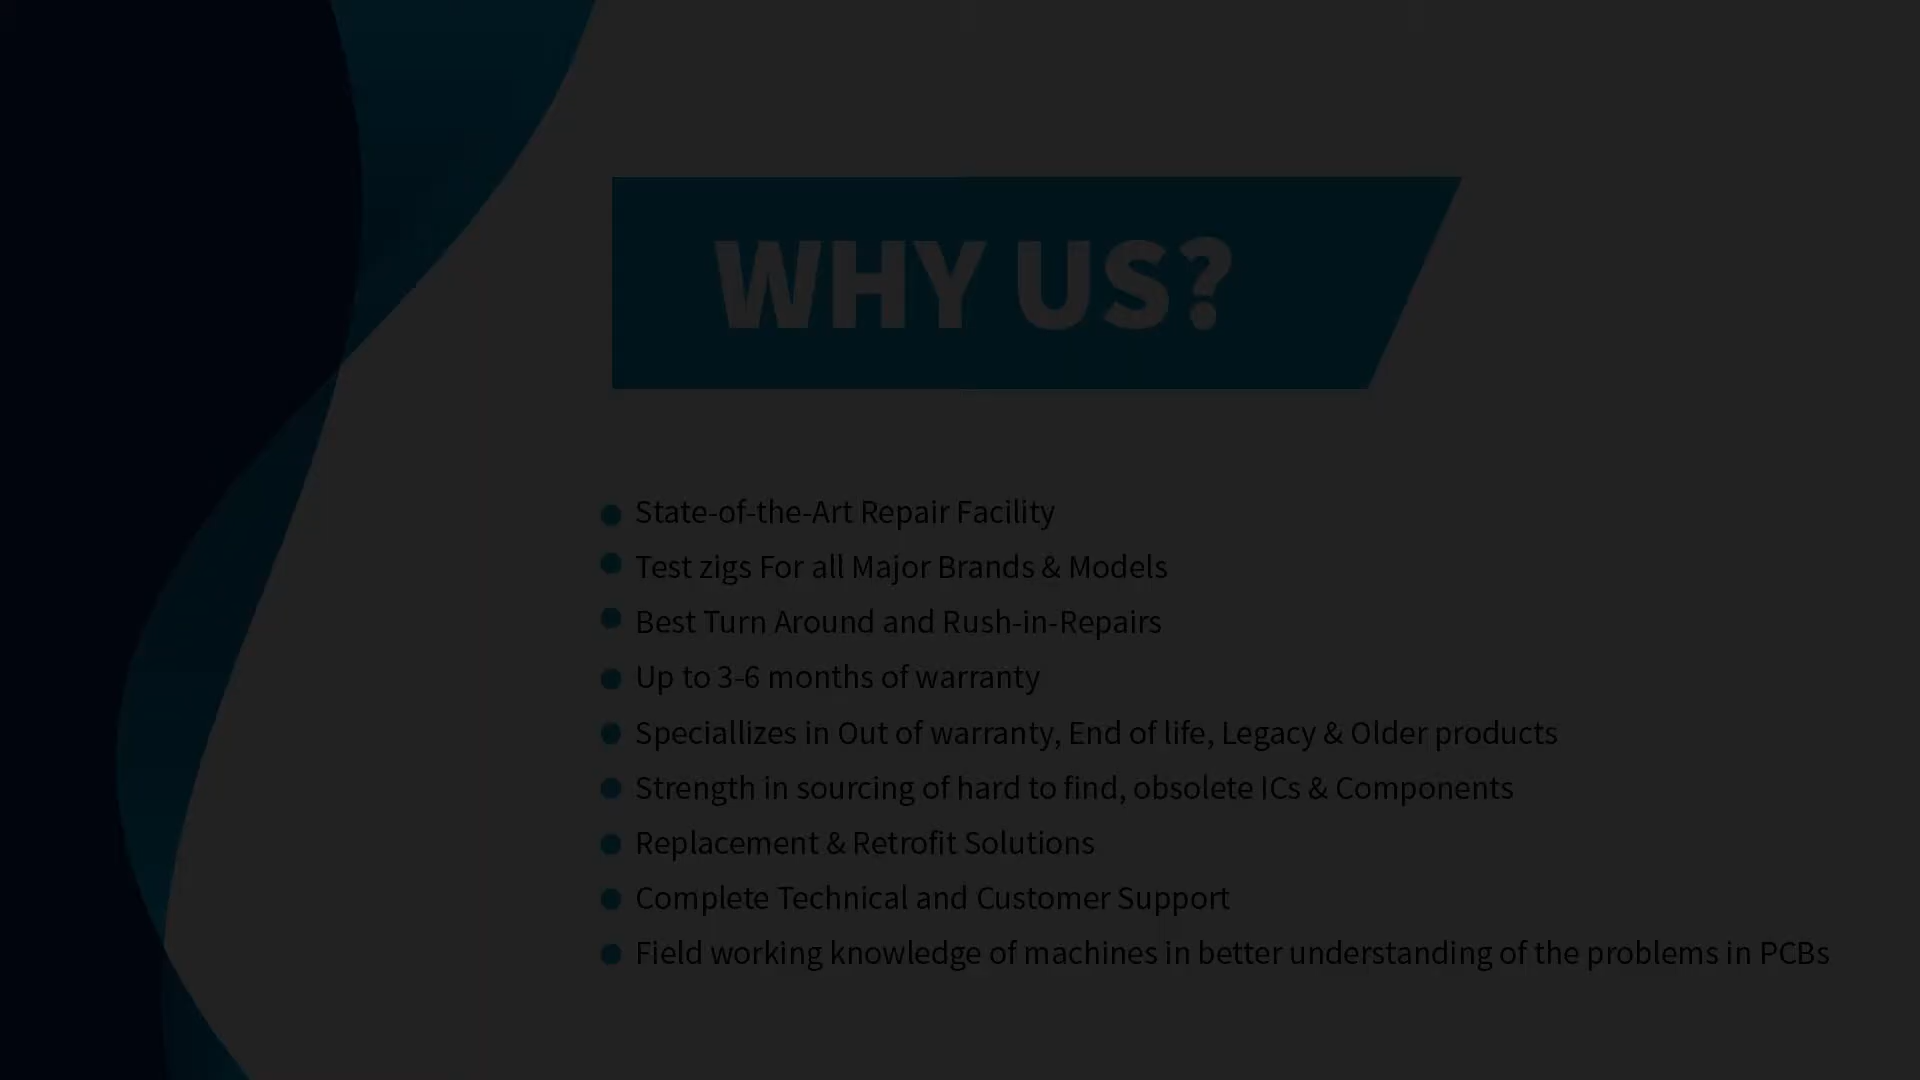 WHY US?
State-of-the-Art Repair Facility
Test zigs For all Major Brands & Models
Best Turn Around and Rush-in-Repairs
Up to 3-6 months of warranty
Speciallizes in Out of warranty, End of life, Legacy & Older products
Strength in sourcing of hard to find, obsolete ICs & Components
Replacement & Retrofit Solutions
Complete Technical and Customer Support
Field working knowledge of machines in better understanding of the problems in PCBs